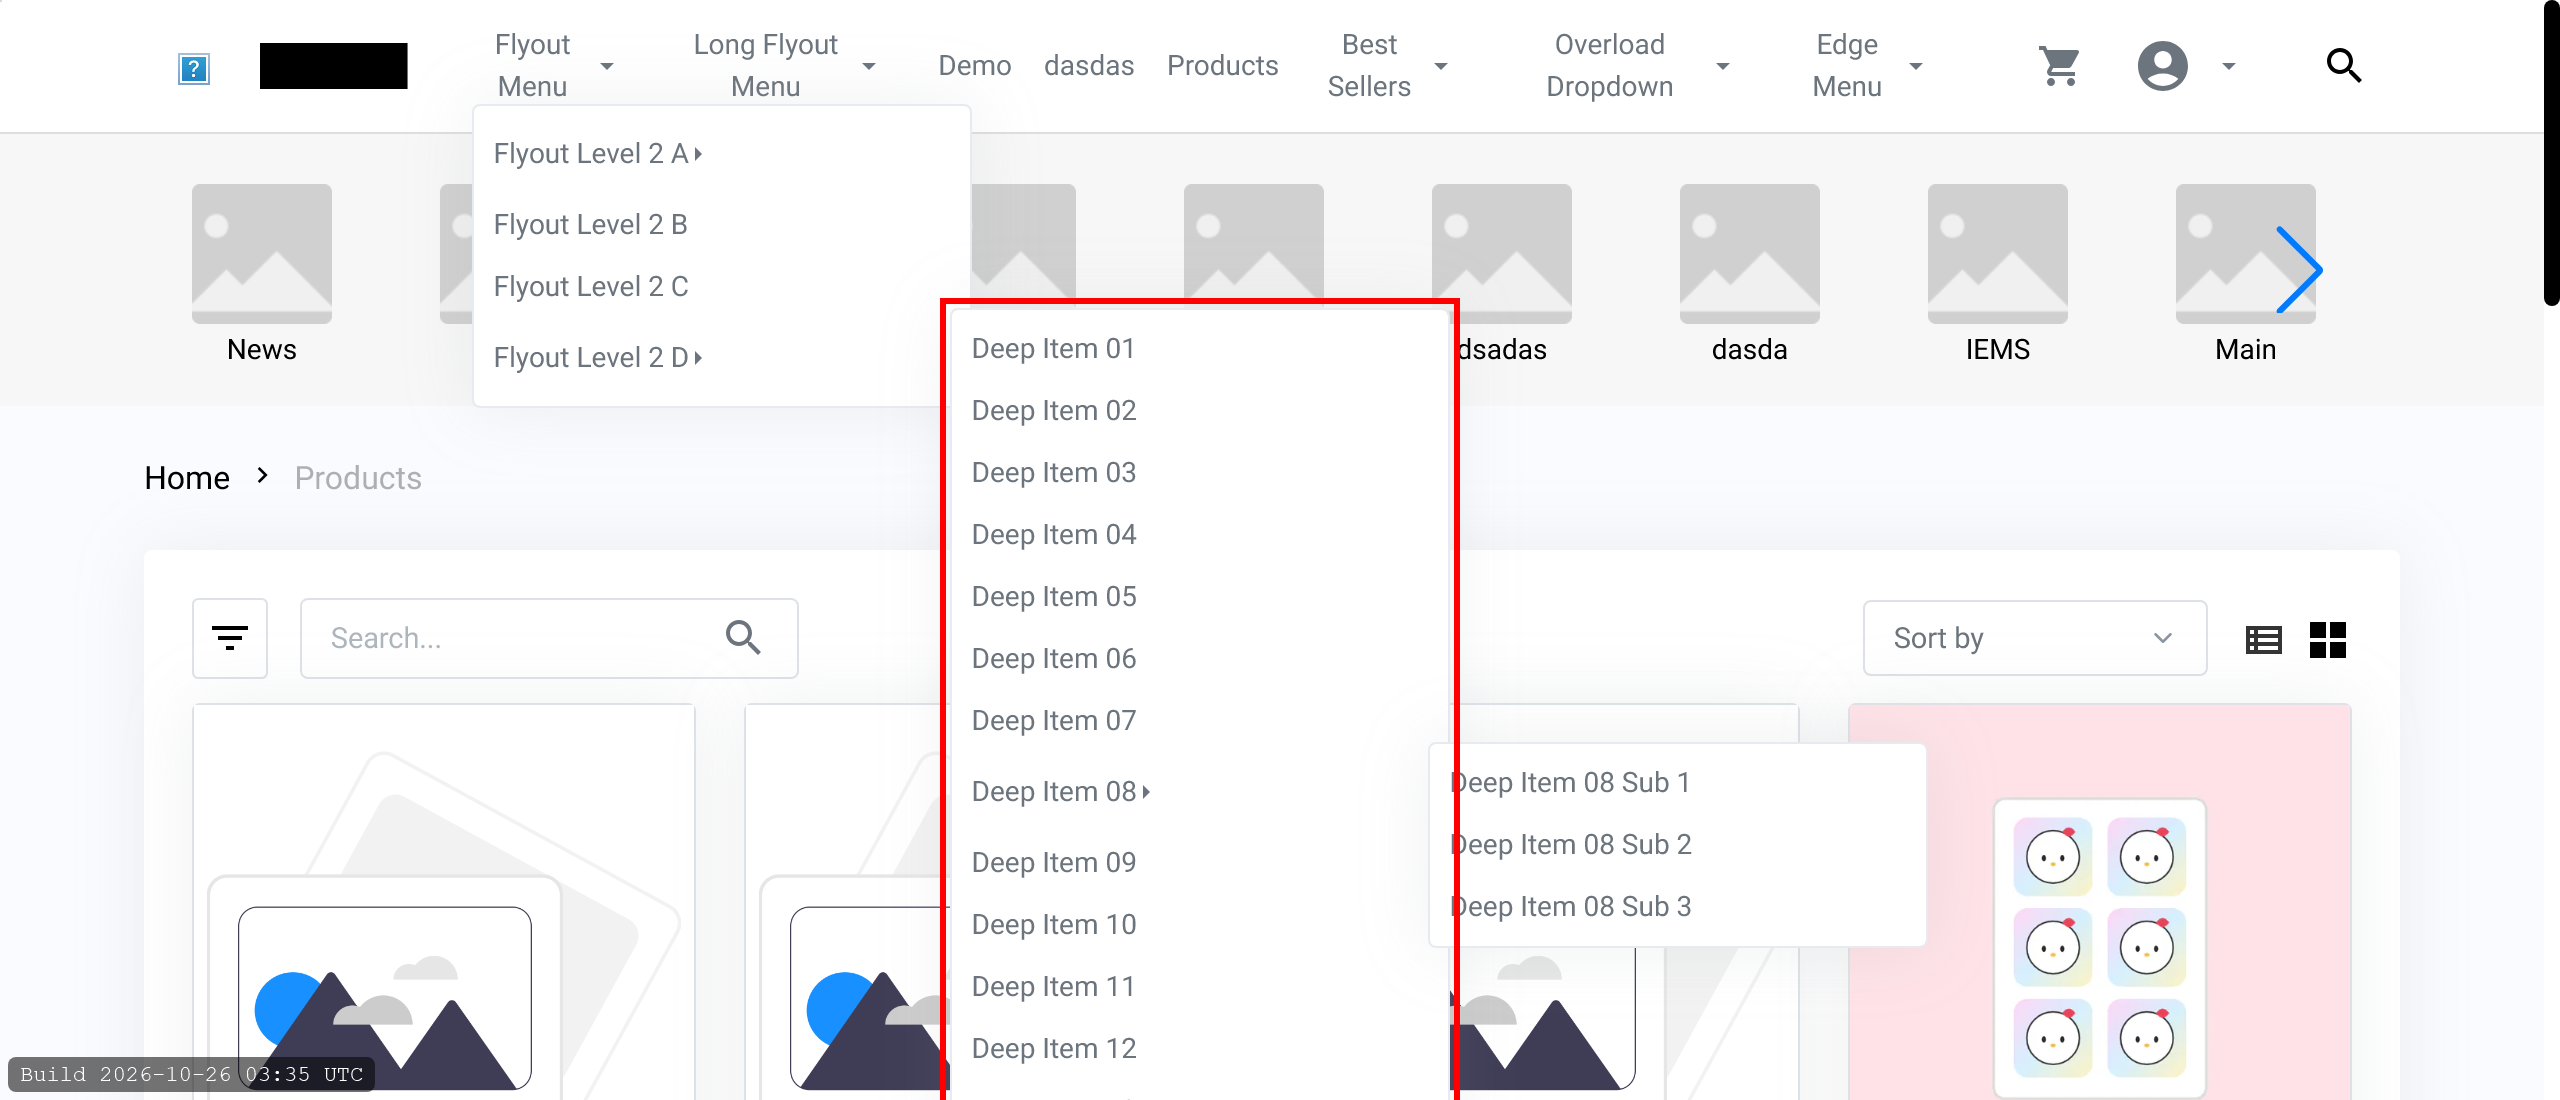 Flyout
Menu
Long Flyout
Menu
Demo
dasdas
Products
Best
Sellers
Overload
Dropdown
Edge
Menu
Flyout Level 2 A
Flyout Level 2 B
Flyout Level 2 C
Flyout Level 2 D
News
dsadas
dasda
IEMS
Main
Deep Item 01
Deep Item 02
Deep Item 03
Deep Item 04
Deep Item 05
Deep Item 06
Deep Item 07
Deep Item 08
Deep Item 09
Deep Item 10
Deep Item 11
Deep Item 12
Deep Item 08 Sub 1
Deep Item 08 Sub 2
Deep Item 08 Sub 3
Home
Products
Search...
Sort by
Build 2026-10-26 03:35 UTC